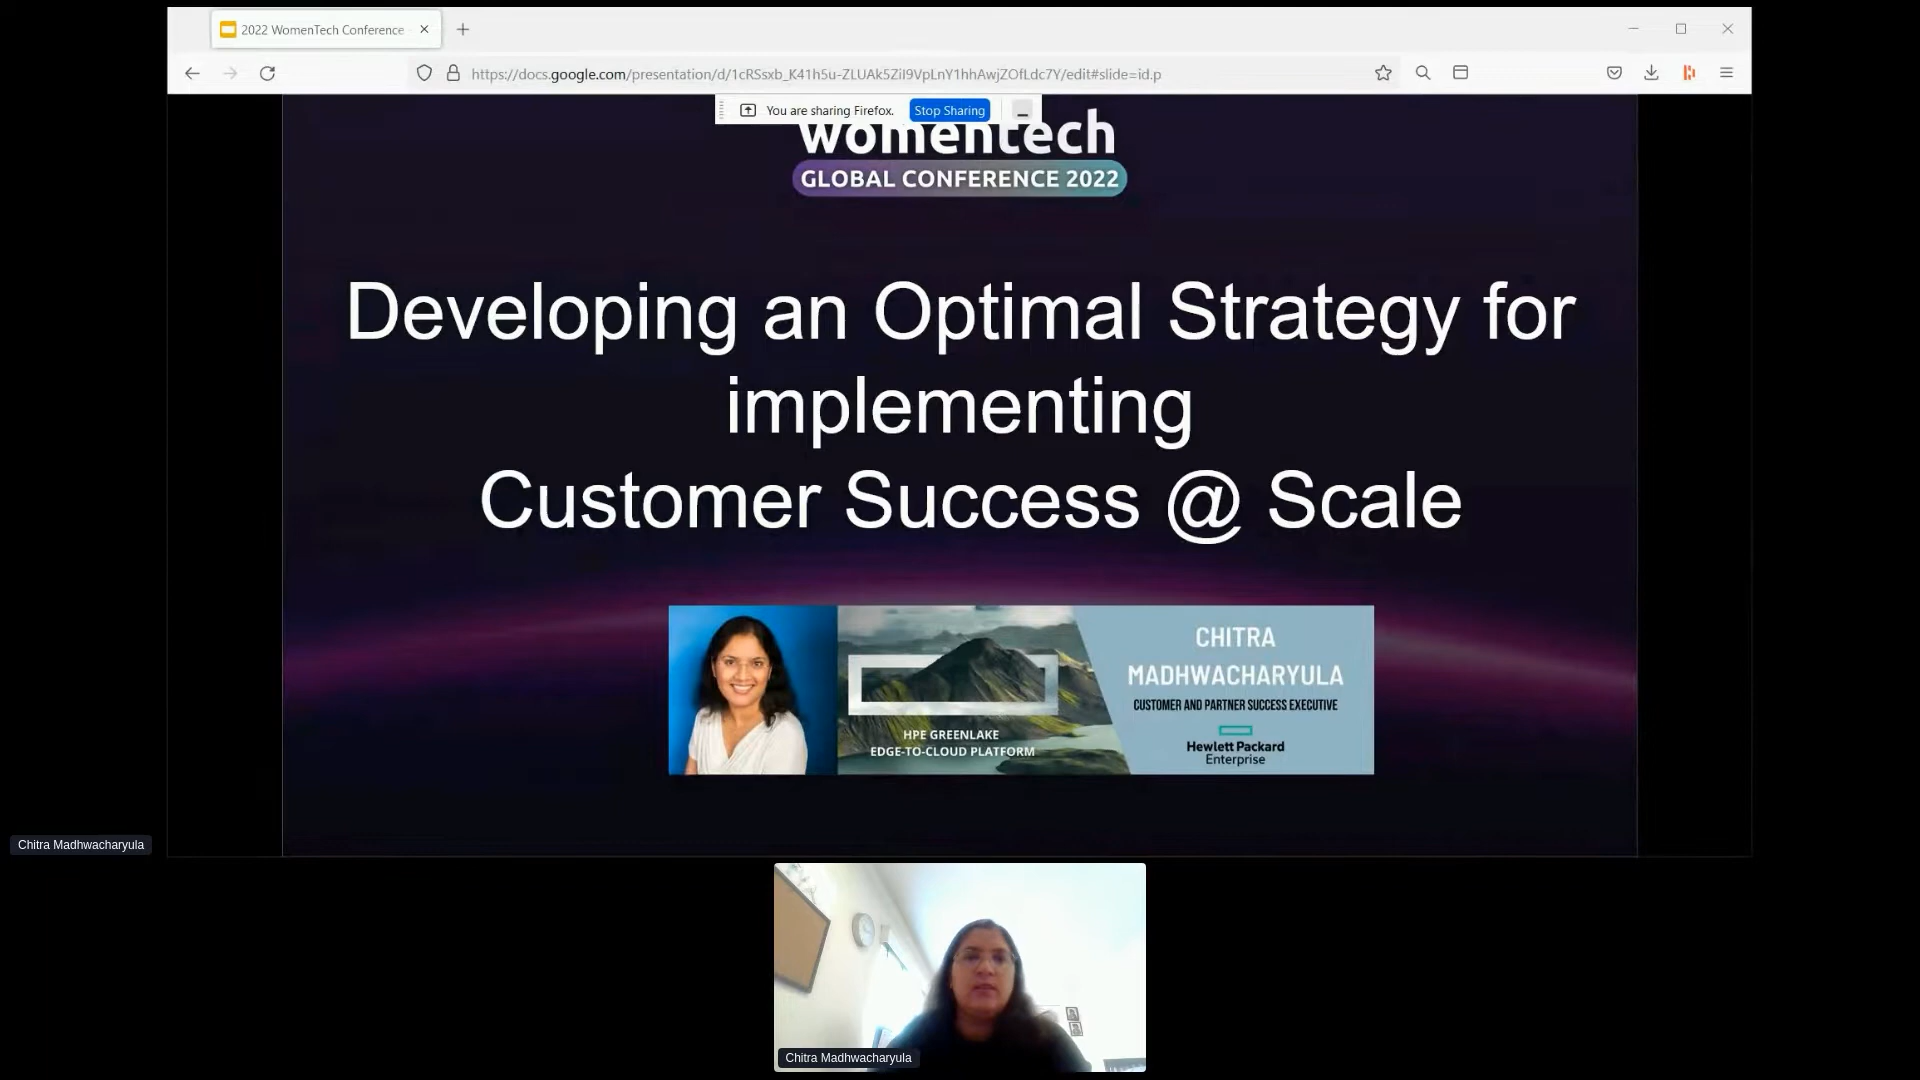 2022 WomenTech Conference
https://docs.google.com/presentation/d/1cRSsxb_K41h5u-ZLUAk5ZiI9VpLnY1hhAwjZOfLdc7Y/edit#slide=id.p
You are sharing Firefox. Stop Sharing
womentech
GLOBAL CONFERENCE 2022
Developing an Optimal Strategy for
implementing
Customer Success @ Scale
HPE GREENLAKE
EDGE-TO-CLOUD PLATFORM
CHITRA
MADHWACHARYULA
CUSTOMER AND PARTNER SUCCESS EXECUTIVE
Hewlett Packard
Enterprise
Chitra Madhwacharyula
Chitra Madhwacharyula